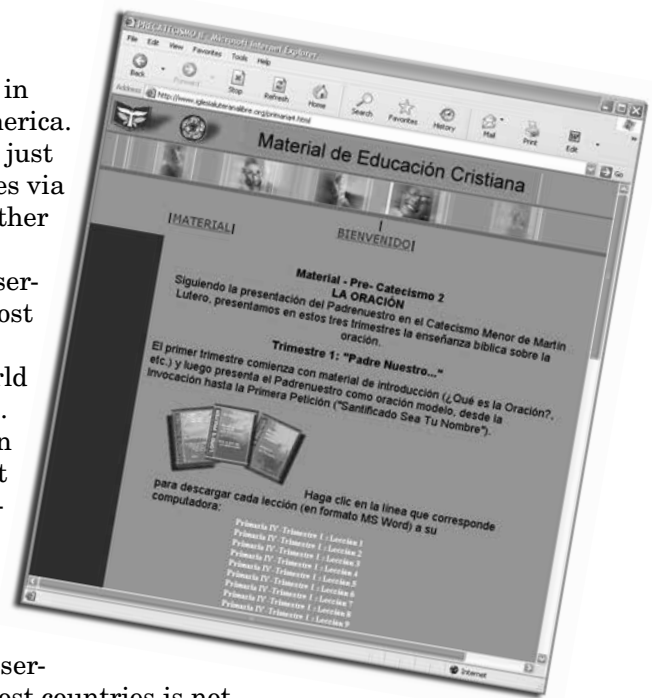 in
nerica.
just
es via
ther
ser-
ost
rld
.
n
t
-
ser-
ost countries is not
PRECATECISMO II - Microsoft Internet Explorer
File Edit View Favorites Tools Help
Back Forward Stop Refresh Home Search Favorites History Mail Print Edit
Address http://www.iglesialuteranalibre.org/primaria4.html Go
Material de Educación Cristiana
|MATERIAL|
|
BIENVENIDO|
Material - Pre- Catecismo 2
LA ORACIÓN
Siguiendo la presentación del Padrenuestro en el Catecismo Menor de Martín
Lutero, presentamos en estos tres trimestres la enseñanza bíblica sobre la
oración.
Trimestre 1: "Padre Nuestro..."
El primer trimestre comienza con material de introducción (¿Qué es la Oración?,
etc.) y luego presenta el Padrenuestro como oración modelo, desde la
Invocación hasta la Primera Petición ("Santificado Sea Tu Nombre").
Haga clic en la línea que corresponde
para descargar cada lección (en formato MS Word) a su
computadora:
Primaria IV-Trimestre 1 : Lección 1
Primaria IV-Trimestre 1 : Lección 2
Primaria IV-Trimestre 1 : Lección 3
Primaria IV-Trimestre 1 : Lección 4
Primaria IV-Trimestre 1 : Lección 5
Primaria IV-Trimestre 1 : Lección 6
Primaria IV-Trimestre 1 : Lección 7
Primaria IV-Trimestre 1 : Lección 8
Primaria IV-Trimestre 1 : Lección 9
Internet